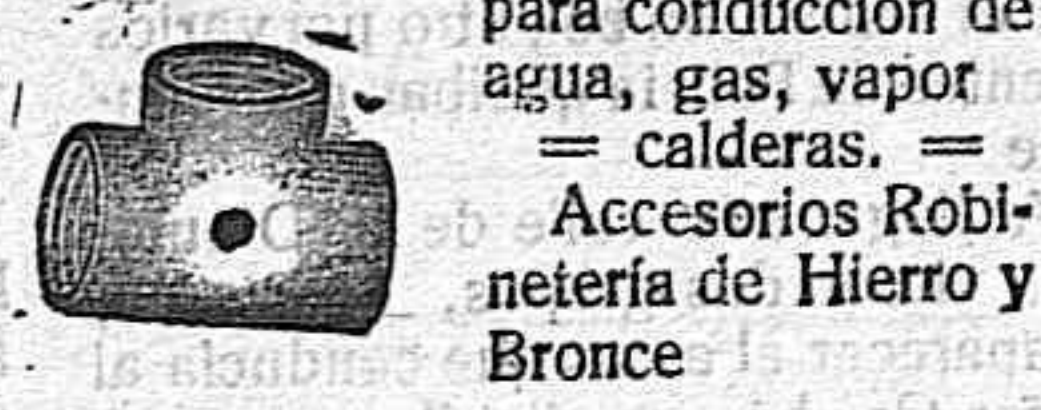 para conducción de
agua, gas, vapor
= calderas. =
Accesorios Robi-
netería de Hierro y
Bronce